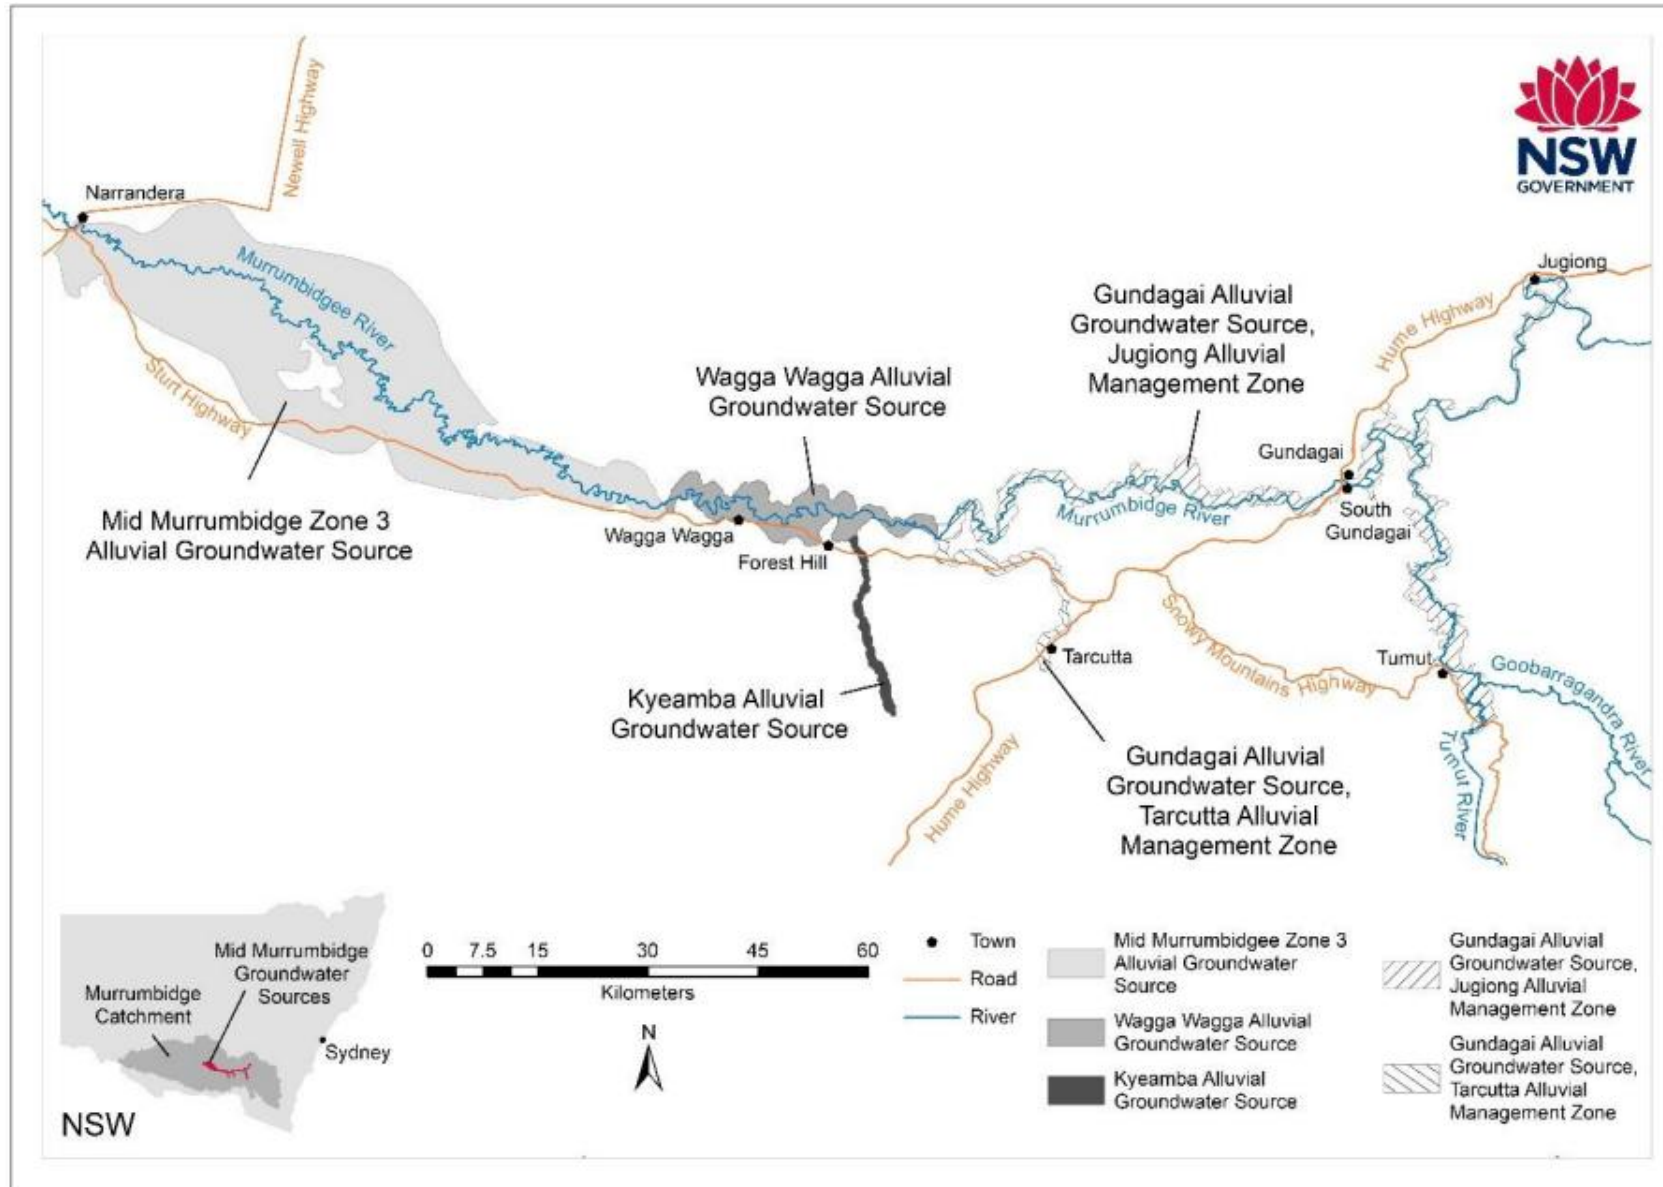 NSW
GOVERNMENT
Newell Highway
Narrandera
Murrumbidgee River
Sturt Highway
Mid Murrumbidge Zone 3
Alluvial Groundwater Source
Wagga Wagga Alluvial
Groundwater Source
Gundagai Alluvial
Groundwater Source,
Jugiong Alluvial
Management Zone
Jugiong
Hume Highway
Gundagai
South
Gundagai
Murrumbidge River
Wagga Wagga
Forest Hill
Kyeamba Alluvial
Groundwater Source
Tarcutta
Snowy Mountains Highway
Tumut
Goobarragandra River
Tumut River
Hume Highway
Gundagai Alluvial
Groundwater Source,
Tarcutta Alluvial
Management Zone
Mid Murrumbidge
Groundwater
Sources
Murrumbidge
Catchment
Sydney
NSW
0 7.5 15 30 45 60
Kilometers
N
Town
Road
River
Mid Murrumbidgee Zone 3
Alluvial Groundwater
Source
Wagga Wagga Alluvial
Groundwater Source
Kyeamba Alluvial
Groundwater Source
Gundagai Alluvial
Groundwater Source,
Jugiong Alluvial
Management Zone
Gundagai Alluvial
Groundwater Source,
Tarcutta Alluvial
Management Zone